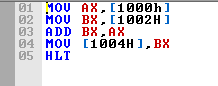 01 MOV AX,[1000h]
02 MOV BX,[1002H]
03 ADD BX,AX
04 MOV [1004H],BX
05 HLT